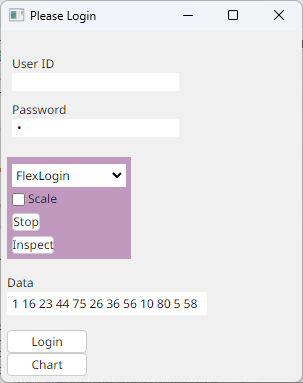 Please Login
User ID
Password
•
FlexLogin
Scale
Stop
Inspect
Data
1 16 23 44 75 26 36 56 10 80 5 58
Login
Chart